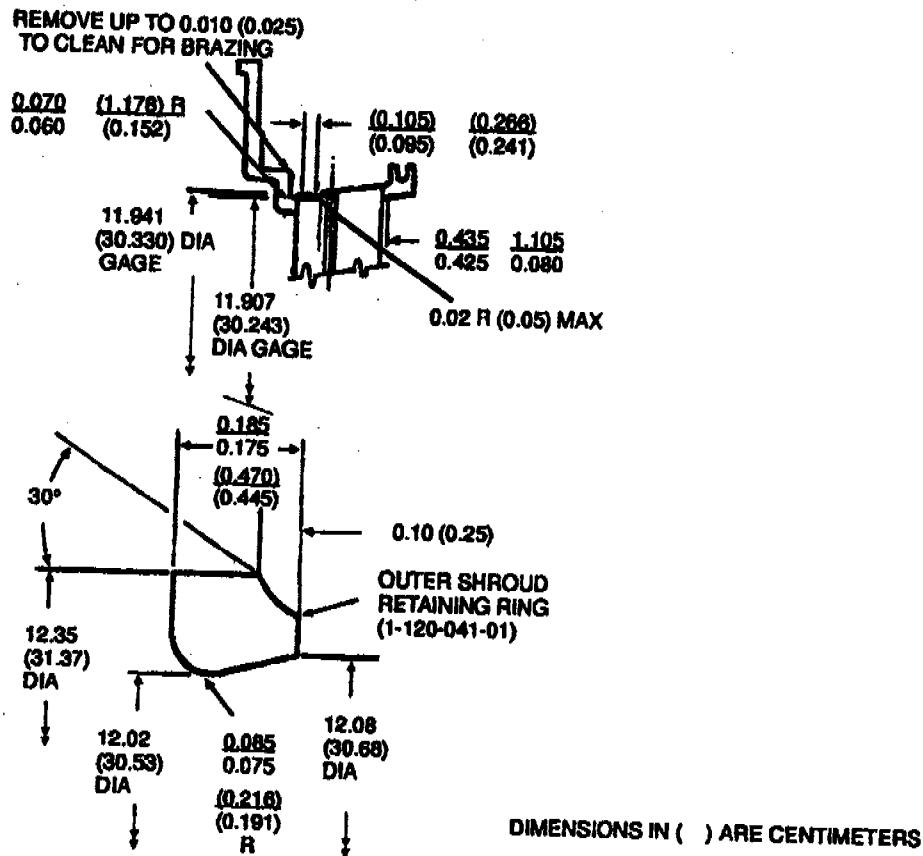 REMOVE UP TO 0.010 (0.025)
TO CLEAN FOR BRAZING
0.070 (1.178) R
0.060 (0.152)
(0.105) (0.266)
(0.095) (0.241)
11.941
(30.330) DIA
GAGE
0.435 1.105
0.425 0.080
11.907
(30.243)
DIA GAGE
0.02 R (0.05) MAX
0.185
0.175
(0.470)
(0.445)
30°
0.10 (0.25)
OUTER SHROUD
RETAINING RING
(1-120-041-01)
12.35
(31.37)
DIA
12.02
(30.53)
DIA
0.085
0.075
(0.216)
(0.191)
R
12.08
(30.68)
DIA
DIMENSIONS IN ( ) ARE CENTIMETERS